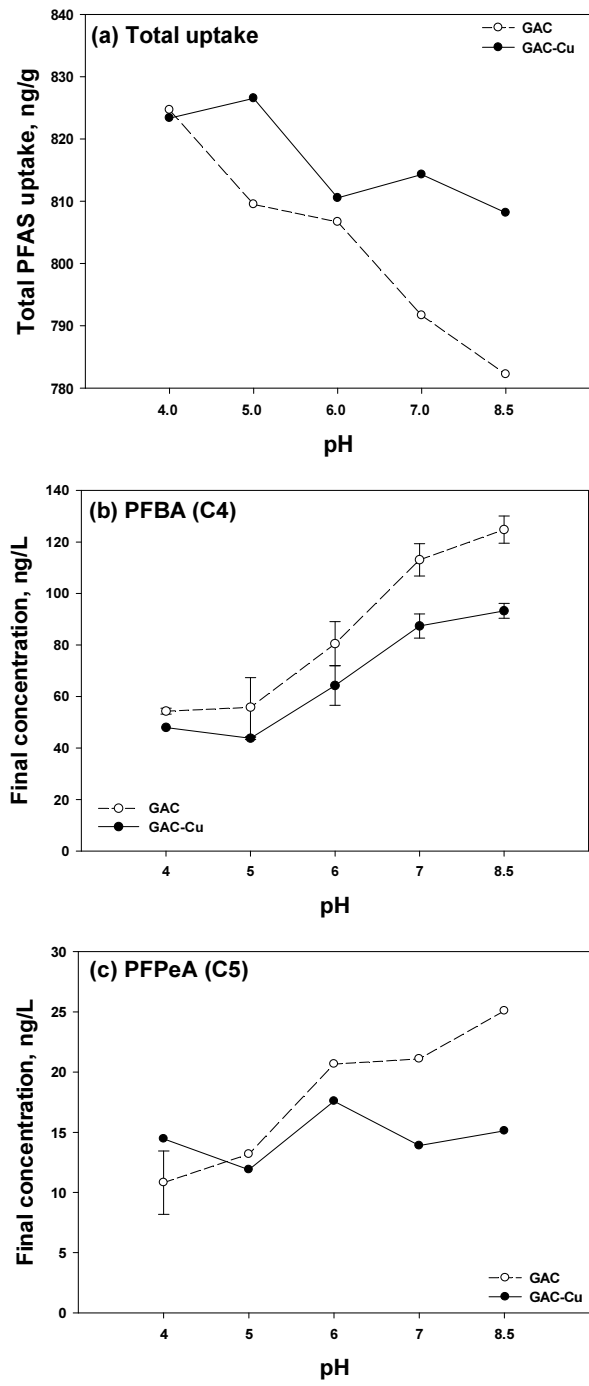 (a) Total uptake
GAC
GAC-Cu
Total PFAS uptake, ng/g
840
830
820
810
800
790
780
4.0 5.0 6.0 7.0 8.5
pH
(b) PFBA (C4)
Final concentration, ng/L
140
120
100
80
60
40
20
0
GAC
GAC-Cu
4 5 6 7 8.5
pH
(c) PFPeA (C5)
Final concentration, ng/L
30
25
20
15
10
5
0
GAC
GAC-Cu
4 5 6 7 8.5
pH